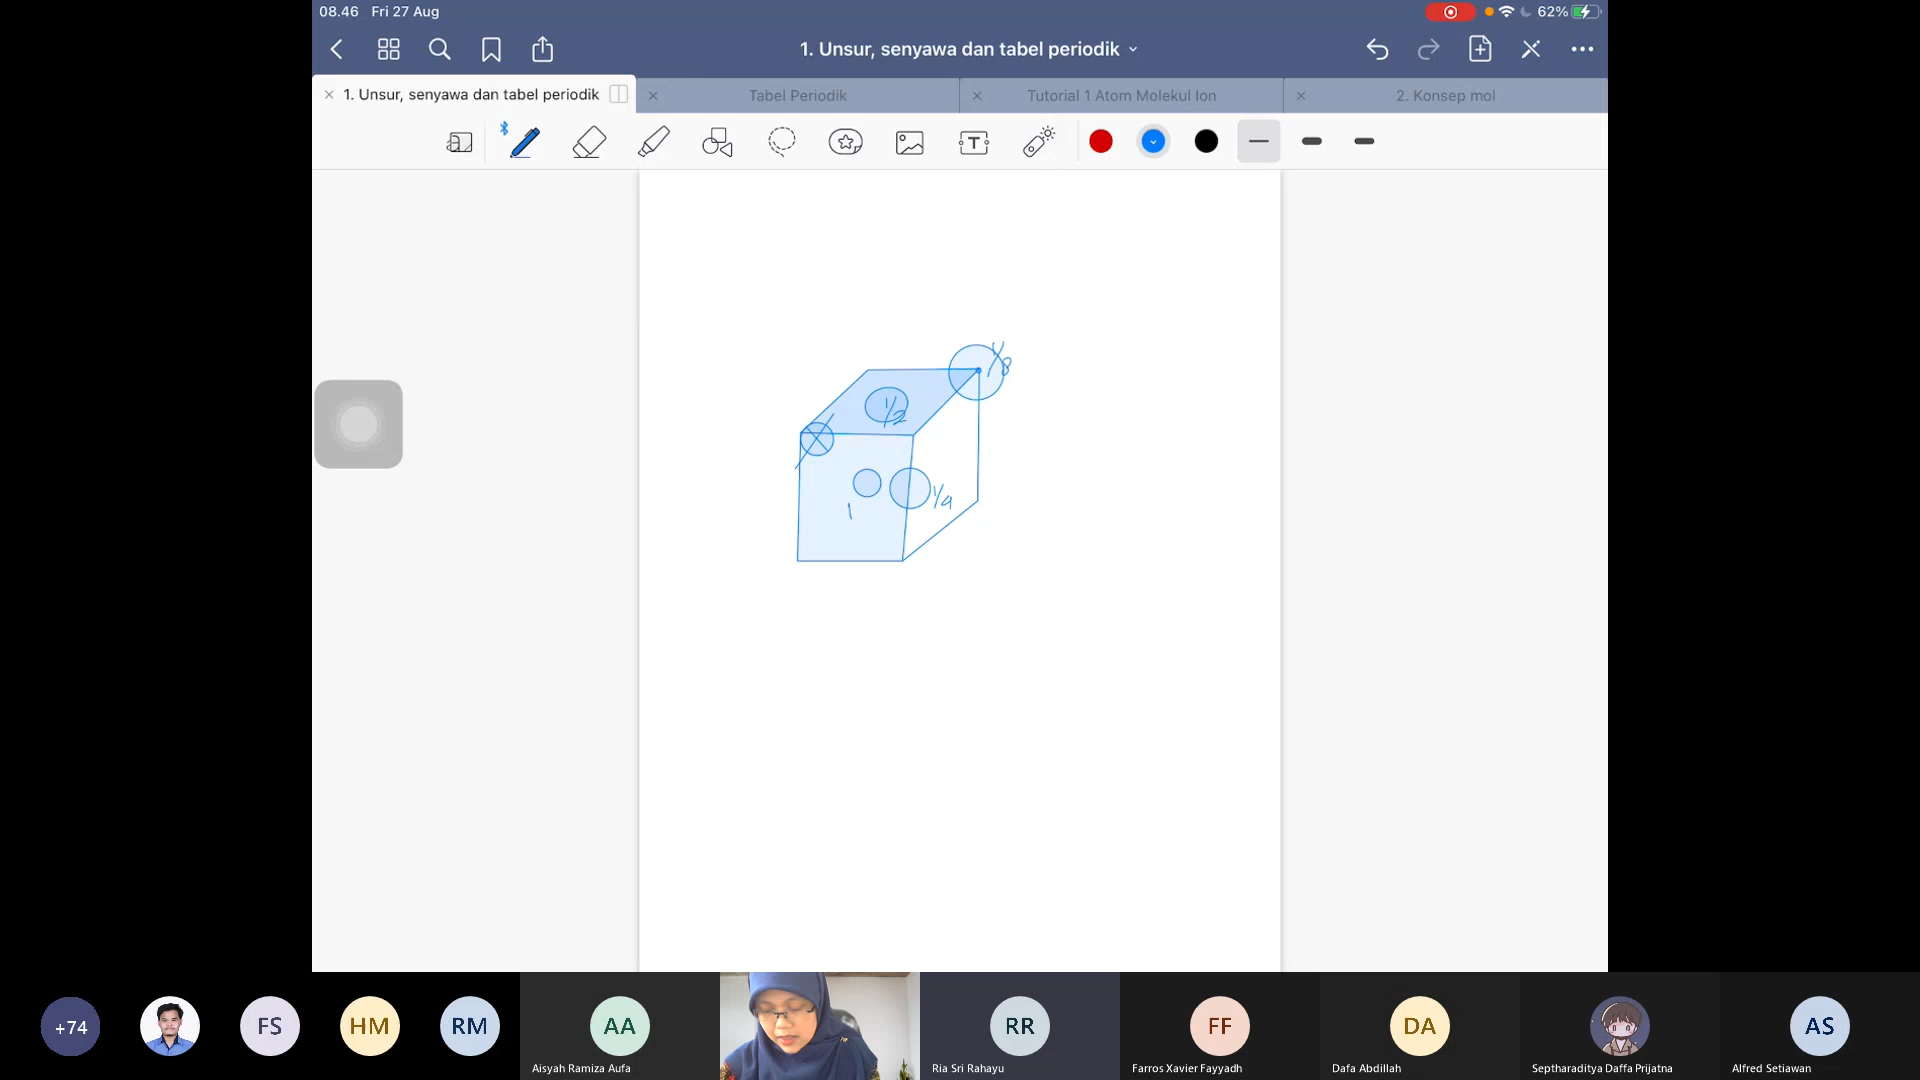 08.46 Fri 27 Aug
62%
1. Unsur, senyawa dan tabel periodik
1. Unsur, senyawa dan tabel periodik
Tabel Periodik
Tutorial 1 Atom Molekul Ion
2. Konsep mol
T
1/8
1/2
1
1/4
+74
FS
HM
RM
AA
RR
FF
DA
AS
Aisyah Ramiza Aufa
Ria Sri Rahayu
Farros Xavier Fayyadh
Dafa Abdillah
Septharaditya Daffa Prijatna
Alfred Setiawan